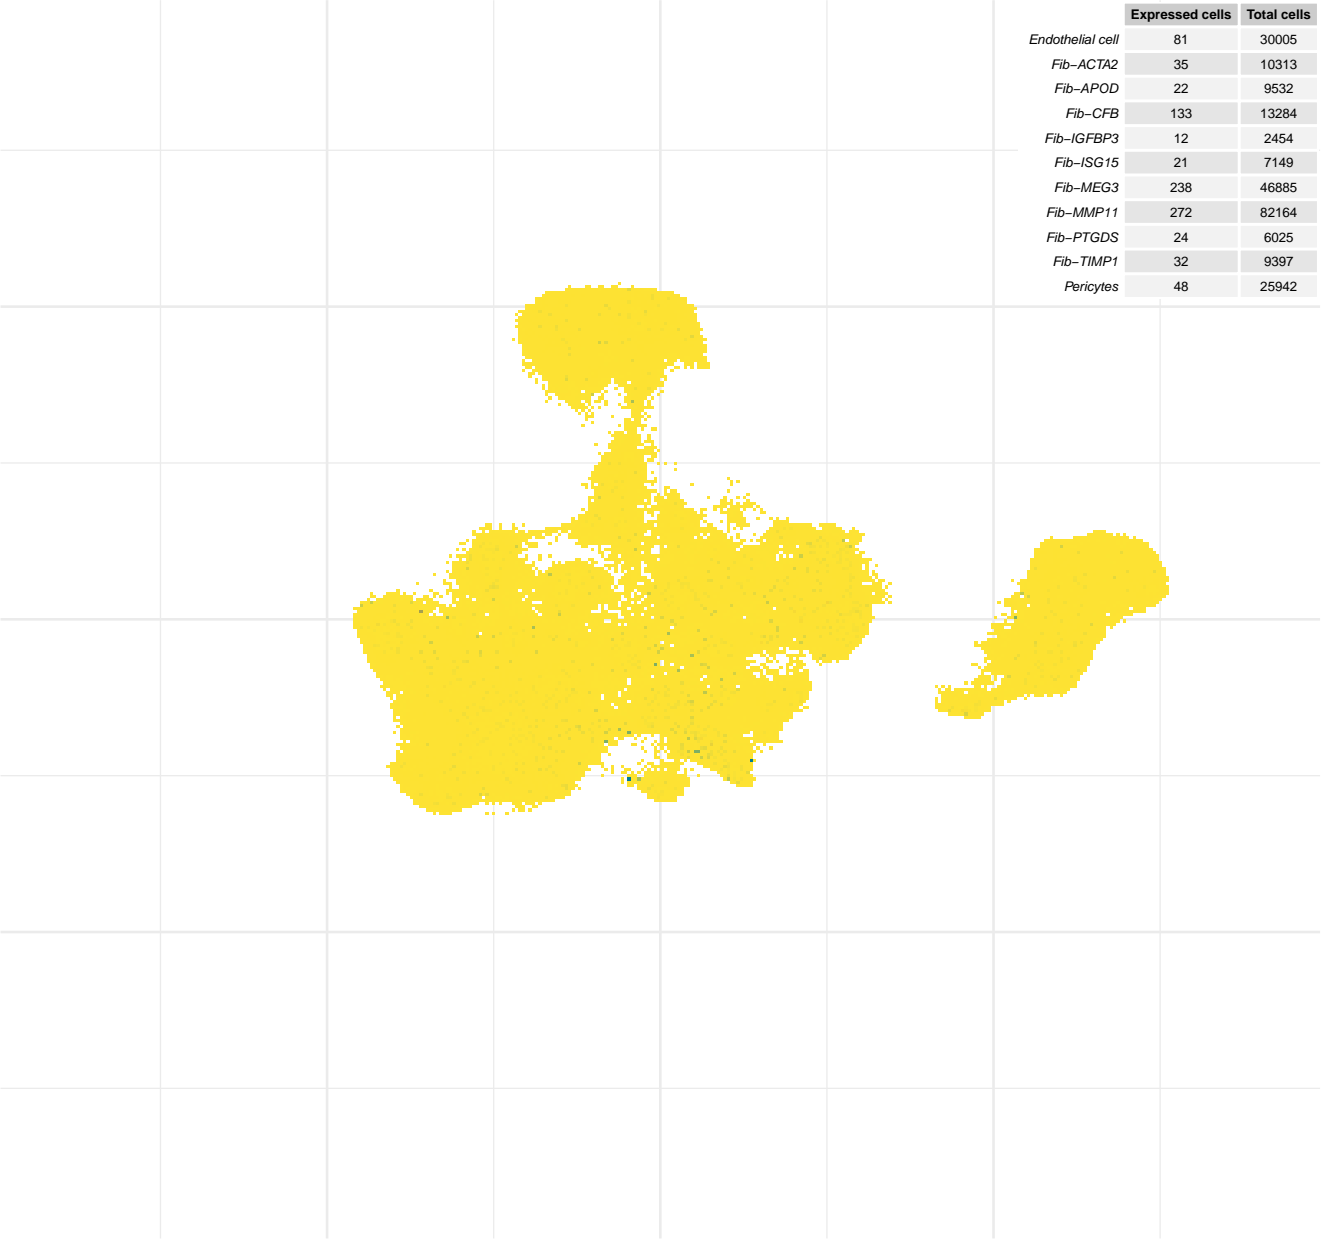 Expressed cells Total cells
Endothelial cell 81 30005
Fib−ACTA2 35 10313
Fib−APOD 22 9532
Fib−CFB 133 13284
Fib−IGFBP3 12 2454
Fib−ISG15 21 7149
Fib−MEG3 238 46885
Fib−MMP11 272 82164
Fib−PTGDS 24 6025
Fib−TIMP1 32 9397
Pericytes 48 25942